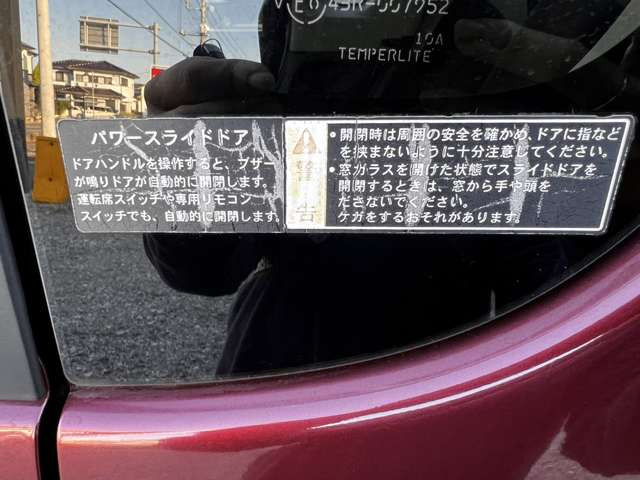 43R-007952
10A
TEMPERLITE
パワースライドドア
ドアハンドルを操作すると、ブザー
が鳴りドアが自動的に開閉します。
運転席スイッチや専用リモコン
スイッチでも、自動的に開閉します。
警告
・開閉時は周囲の安全を確かめ、ドアに指など
を挟まないように十分注意してください。
・窓ガラスを開けた状態でスライドドアを
開閉するときは、窓から手や頭を
ださないでください。
ケガをするおそれがあります。